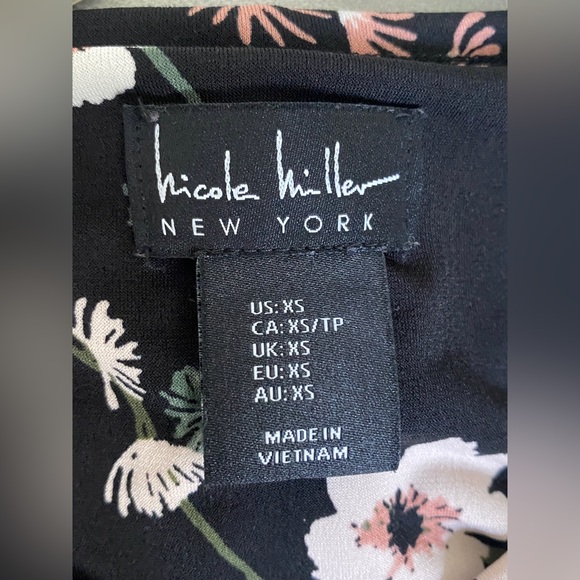 Nicole Miller
NEW YORK
US: XS
CA: XS/TP
UK: XS
EU: XS
AU: XS
MADE IN
VIETNAM